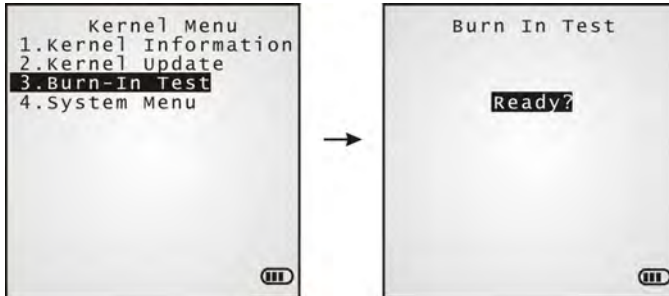 Kernel Menu
1.Kernel Information
2.Kernel Update
3.Burn-In Test
4.System Menu
Burn In Test
Ready?